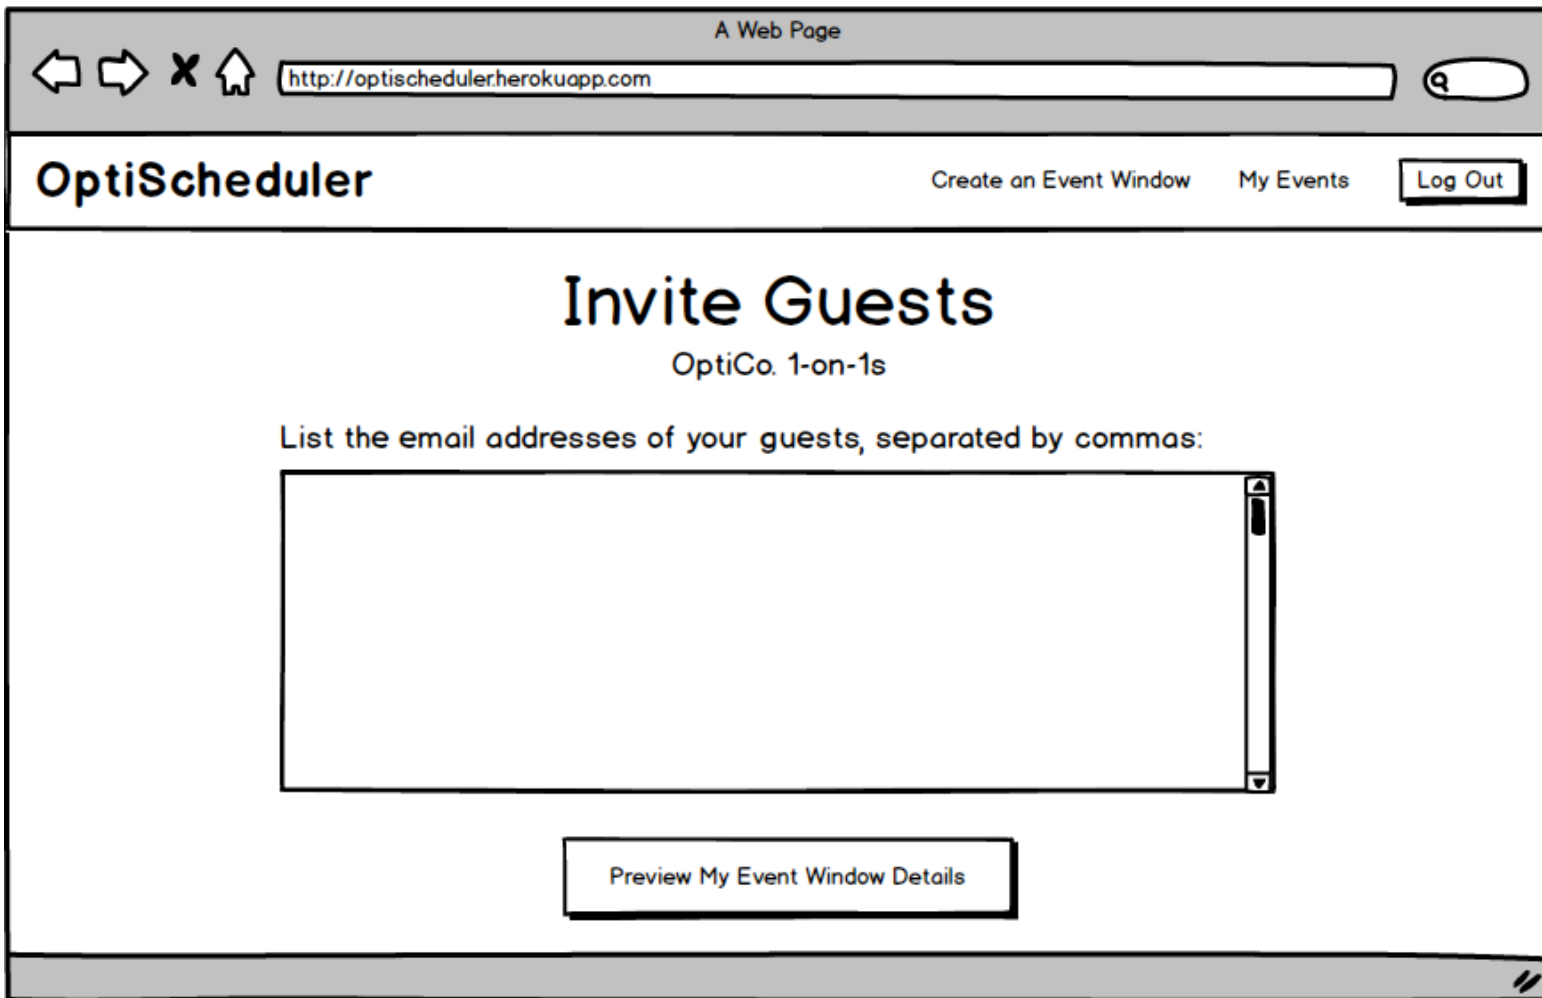 A Web Page
http://optischeduler.herokuapp.com
OptiScheduler
Create an Event Window
My Events
Log Out
Invite Guests
OptiCo. 1-on-1s
List the email addresses of your guests, separated by commas:
Preview My Event Window Details